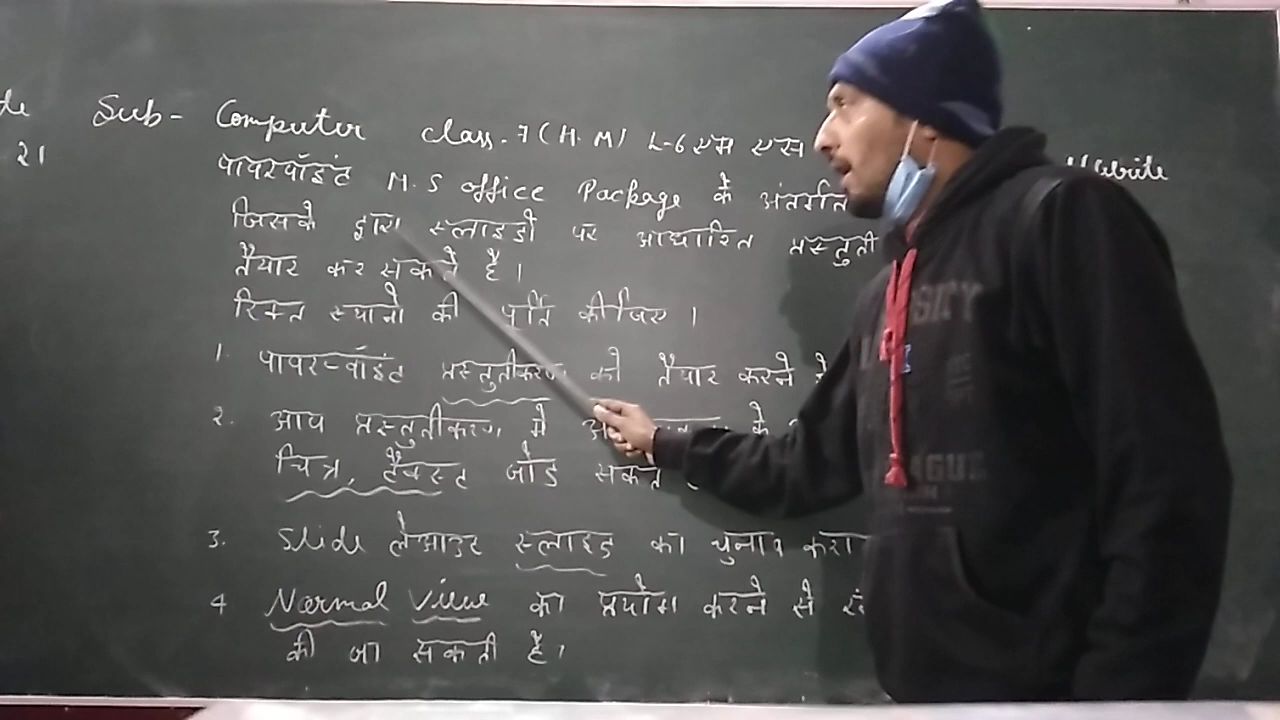 Sub- Computer class. 7 (H. M) L-6 एम एस
21
पावरपॉइंट M.S office Package के अंतर्गत
जिसके द्वारा स्लाइडो पर आधारित प्रस्तुती
तैयार कर सकते है।
रिक्त स्थानो की पूर्ति कीजिए।
1. पावर-पॉइंट प्रस्तुतीकरण को तैयार करने
2. आप प्रस्तुतीकरण मे के
चित्र, टैक्स्ट जोड सकते
3. Slide लेआउट स्लाइड का चुनाव करा
4 Normal View का प्रयोग करने से
की जा सकती है।